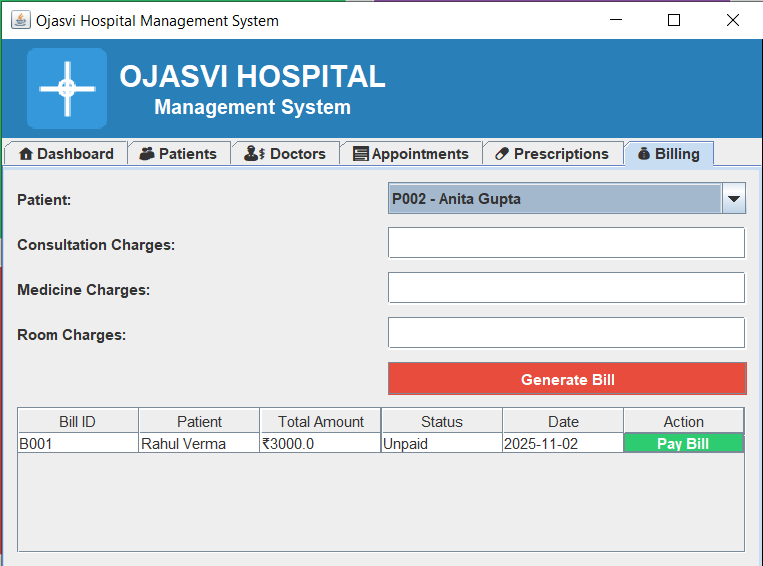 Ojasvi Hospital Management System
OJASVI HOSPITAL
Management System
Dashboard Patients Doctors Appointments Prescriptions Billing
Patient: P002 - Anita Gupta
Consultation Charges:
Medicine Charges:
Room Charges:
Generate Bill
Bill ID Patient Total Amount Status Date Action
B001 Rahul Verma ₹3000.0 Unpaid 2025-11-02 Pay Bill